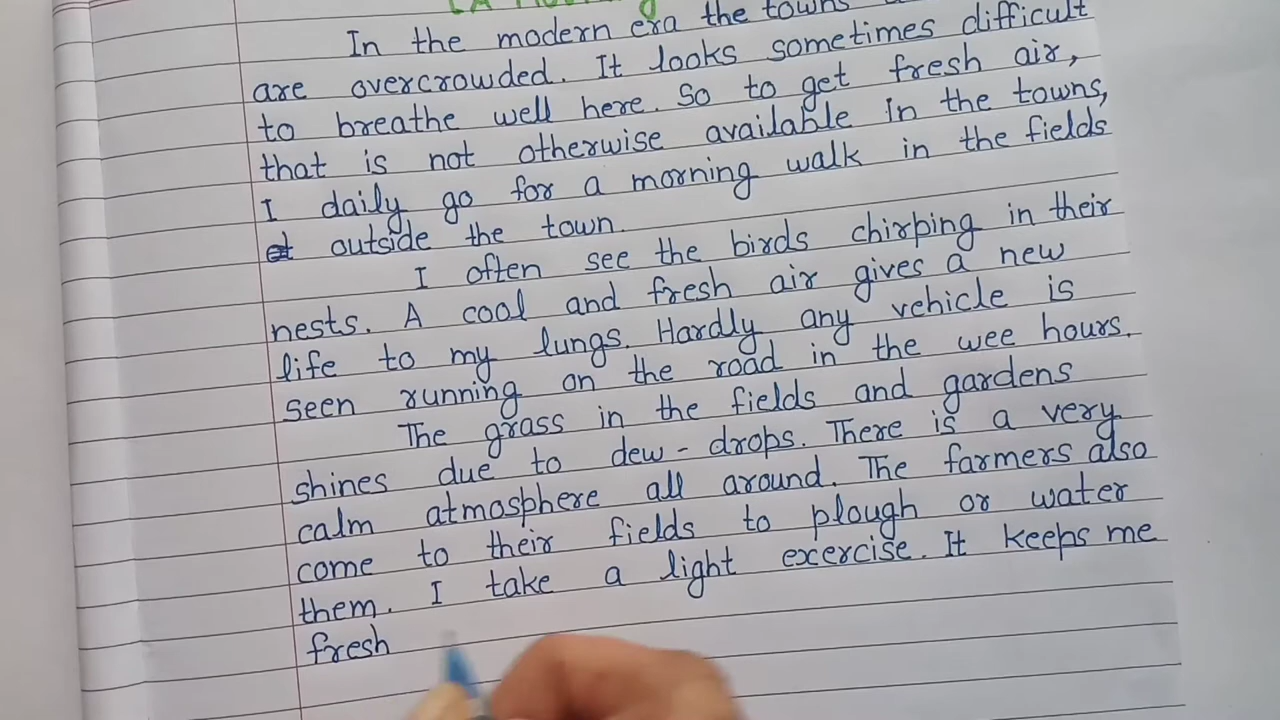 In the modern era the towns
are overcrowded. It looks sometimes difficult
to breathe well here. So to get fresh air,
that is not otherwise available in the towns,
I daily go for a morning walk in the fields
outside the town.
I often see the birds chirping in their
nests. A cool and fresh air gives a new
life to my lungs. Hardly any vehicle is
seen running on the road in the wee hours.
The grass in the fields and gardens
shines due to dew-drops. There is a very
calm atmosphere all around. The farmers also
come to their fields to plough or water
them. I take a light exercise. It keeps me
fresh